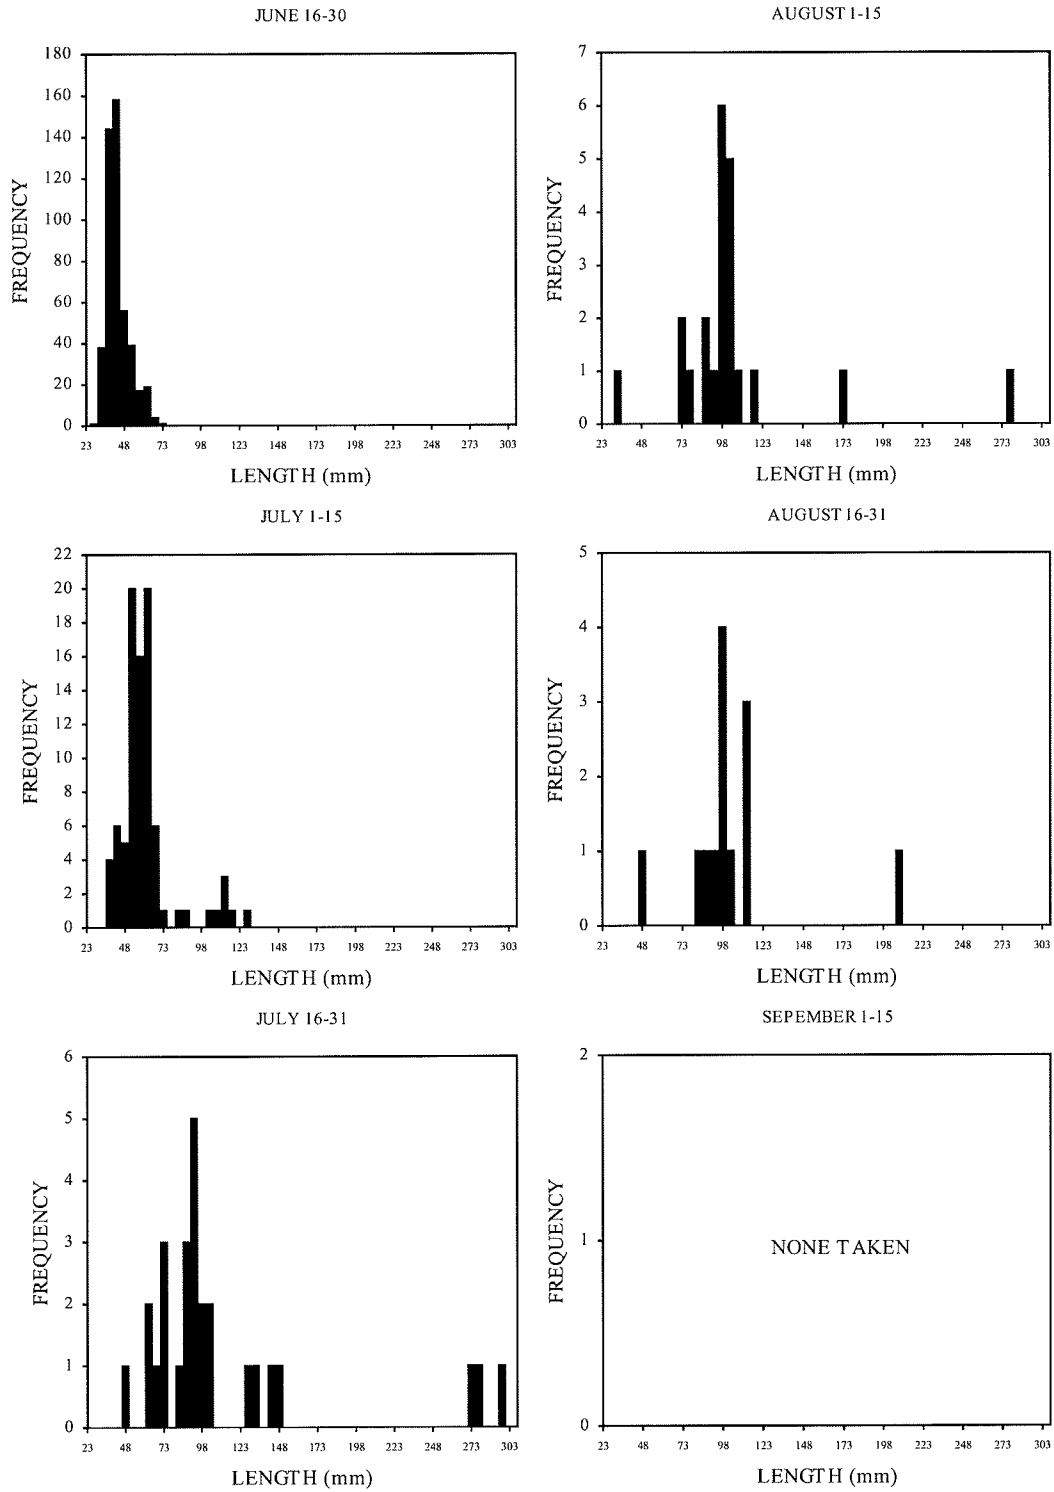 JUNE 16-30
180
160
140
120
100
80
60
40
20
0
FREQUENCY
23 48 73 98 123 148 173 198 223 248 273 303
LENGTH (mm)
AUGUST 1-15
7
6
5
4
3
2
1
0
FREQUENCY
23 48 73 98 123 148 173 198 223 248 273 303
LENGTH (mm)
JULY 1-15
22
20
18
16
14
12
10
8
6
4
2
0
FREQUENCY
23 48 73 98 123 148 173 198 223 248 273 303
LENGTH (mm)
AUGUST 16-31
5
4
3
2
1
0
FREQUENCY
23 48 73 98 123 148 173 198 223 248 273 303
LENGTH (mm)
JULY 16-31
6
5
4
3
2
1
0
FREQUENCY
23 48 73 98 123 148 173 198 223 248 273 303
LENGTH (mm)
SEPEMBER 1-15
2
1
0
FREQUENCY
NONE TAKEN
23 48 73 98 123 148 173 198 223 248 273 303
LENGTH (mm)